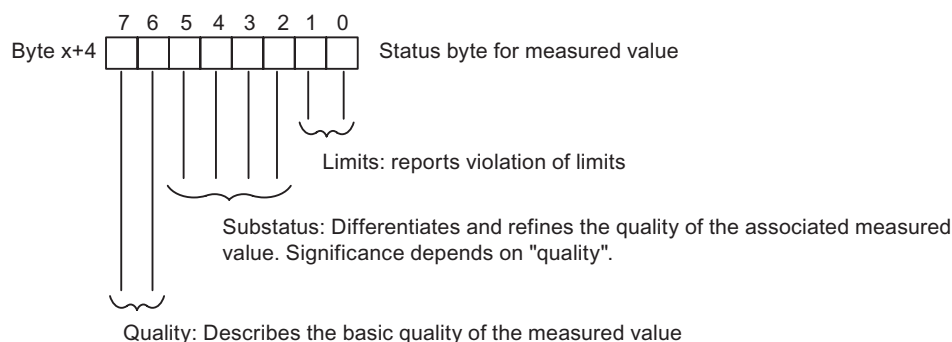 7 6 5 4 3 2 1 0
Byte x+4 Status byte for measured value
Limits: reports violation of limits
Substatus: Differentiates and refines the quality of the associated measured
value. Significance depends on "quality".
Quality: Describes the basic quality of the measured value